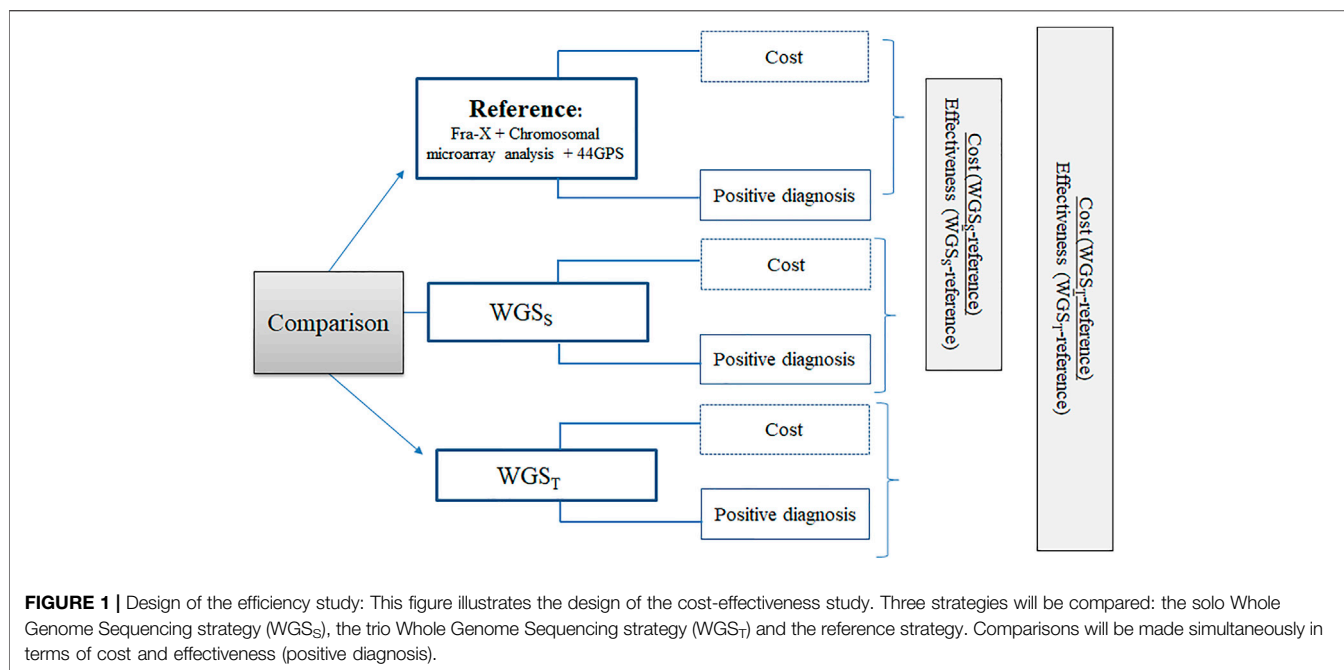 Cost
Reference:
Fra-X + Chromosomal
microarray analysis + 44GPS
Positive diagnosis
Cost
Comparison
WGSS
Positive diagnosis
Cost
WGST
Positive diagnosis
Cost (WGSS-reference)
Effectiveness (WGSS-reference)
Cost (WGST-reference)
Effectiveness (WGST-reference)
FIGURE 1 | Design of the efficiency study: This figure illustrates the design of the cost-effectiveness study. Three strategies will be compared: the solo Whole
Genome Sequencing strategy (WGSS), the trio Whole Genome Sequencing strategy (WGST) and the reference strategy. Comparisons will be made simultaneously in
terms of cost and effectiveness (positive diagnosis).